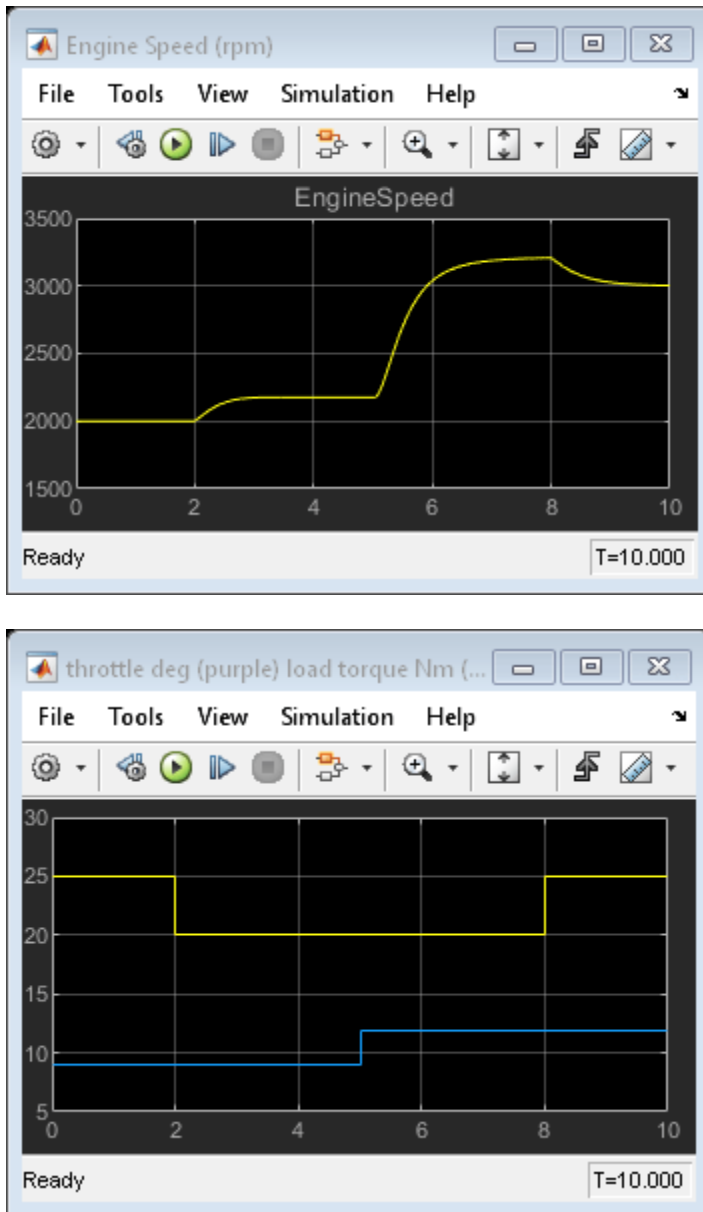 Engine Speed (rpm)
File Tools View Simulation Help
EngineSpeed
3500
3000
2500
2000
1500
0 2 4 6 8 10
Ready T=10.000
throttle deg (purple) load torque Nm (...
File Tools View Simulation Help
30
25
20
15
10
5
0 2 4 6 8 10
Ready T=10.000